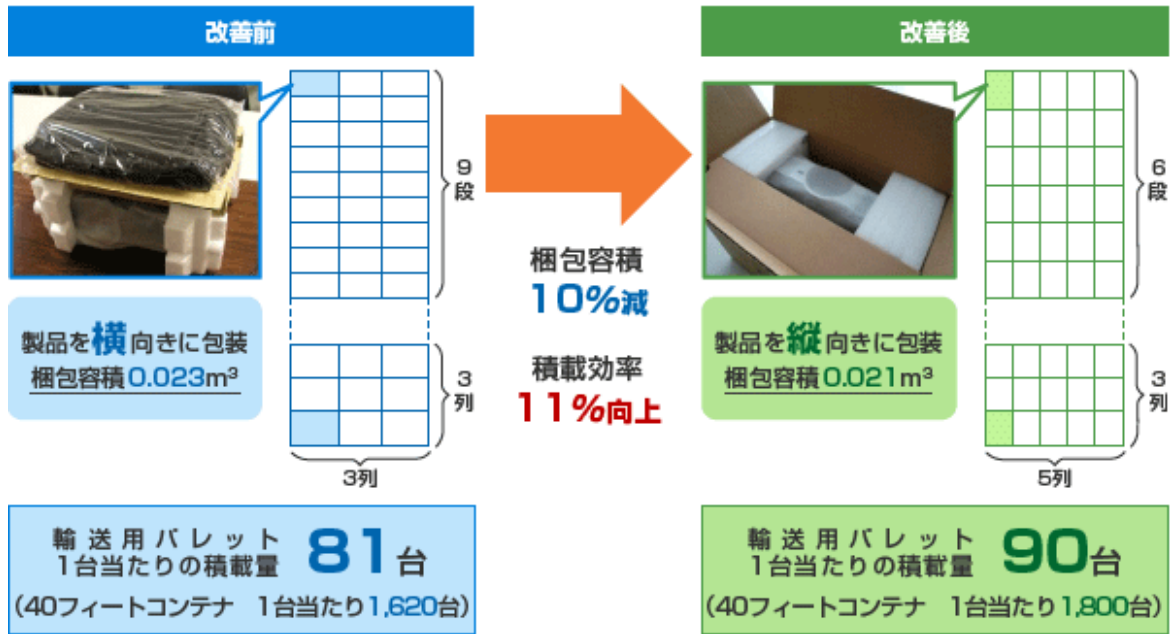 改善前
9段
製品を横向きに包装
梱包容積0.023m³
3列
3列
輸送用パレット
1台当たりの積載量
81台
(40フィートコンテナ 1台当たり1,620台)
梱包容積
10%減
積載効率
11%向上
改善後
6段
製品を縦向きに包装
梱包容積0.021m³
3列
5列
輸送用パレット
1台当たりの積載量
90台
(40フィートコンテナ 1台当たり1,800台)